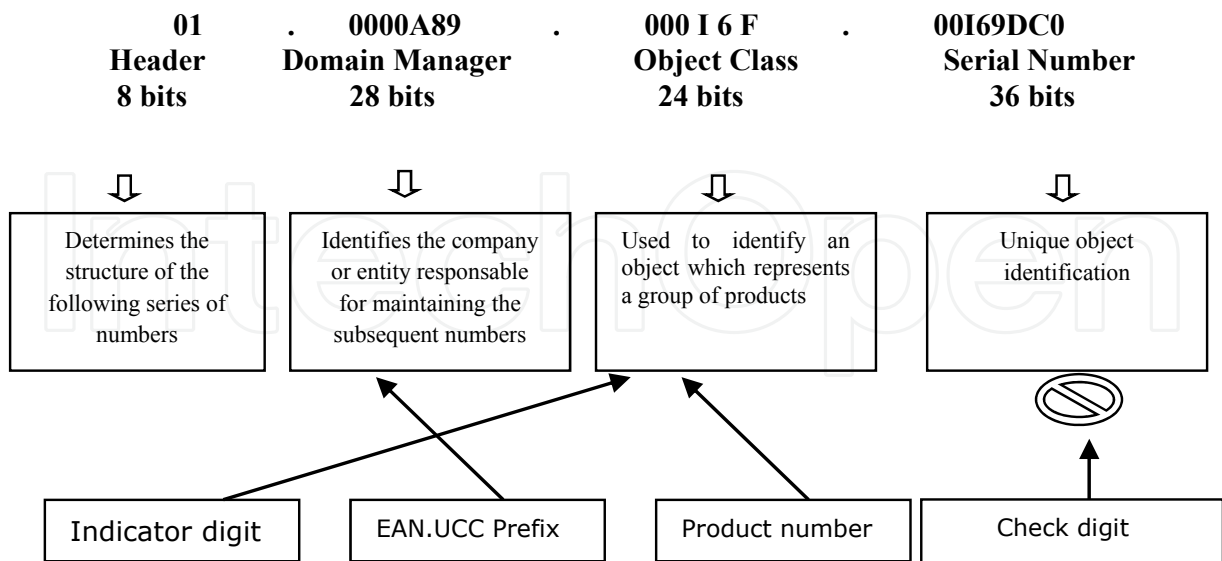 01 . 0000A89 . 000 I 6 F . 00I69DC0
Header Domain Manager Object Class Serial Number
8 bits 28 bits 24 bits 36 bits
Determines the
structure of the
following series of
numbers
Identifies the company
or entity responsable
for maintaining the
subsequent numbers
Used to identify an
object which represents
a group of products
Unique object
identification
Indicator digit
EAN.UCC Prefix
Product number
Check digit
IntechOpen